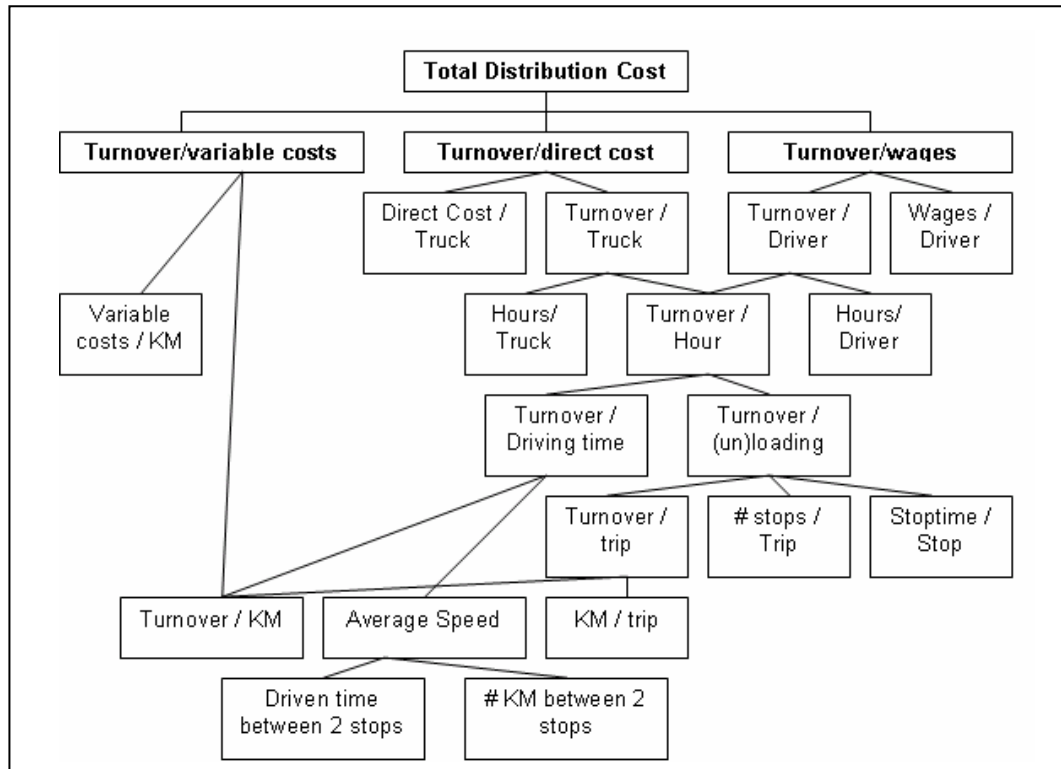 Total Distribution Cost
Turnover/variable costs
Turnover/direct cost
Turnover/wages
Direct Cost /
Truck
Turnover /
Truck
Turnover /
Driver
Wages /
Driver
Variable
costs / KM
Hours/
Truck
Turnover /
Hour
Hours/
Driver
Turnover /
Driving time
Turnover /
(un)loading
Turnover /
trip
# stops /
Trip
Stoptime /
Stop
Turnover / KM
Average Speed
KM / trip
Driven time
between 2 stops
# KM between 2
stops